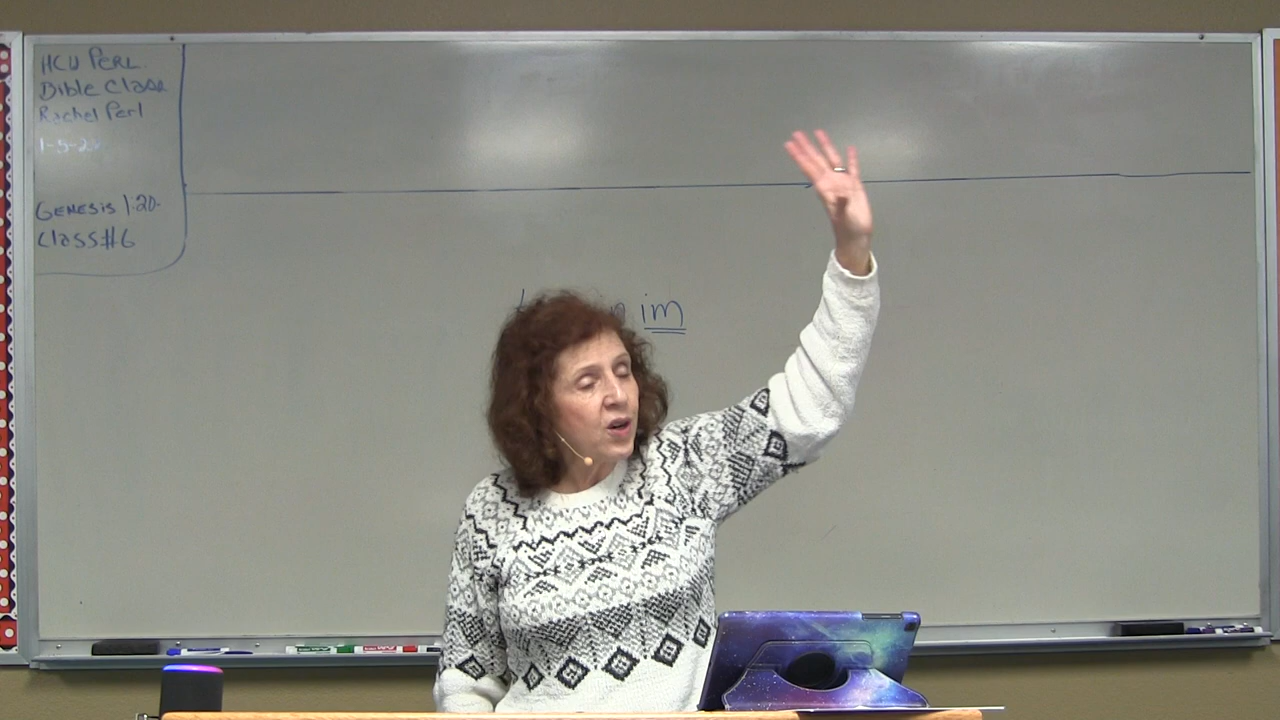 HCU PERL
Bible Class
Rachel Perl
Genesis 1:20-
Class#6
im